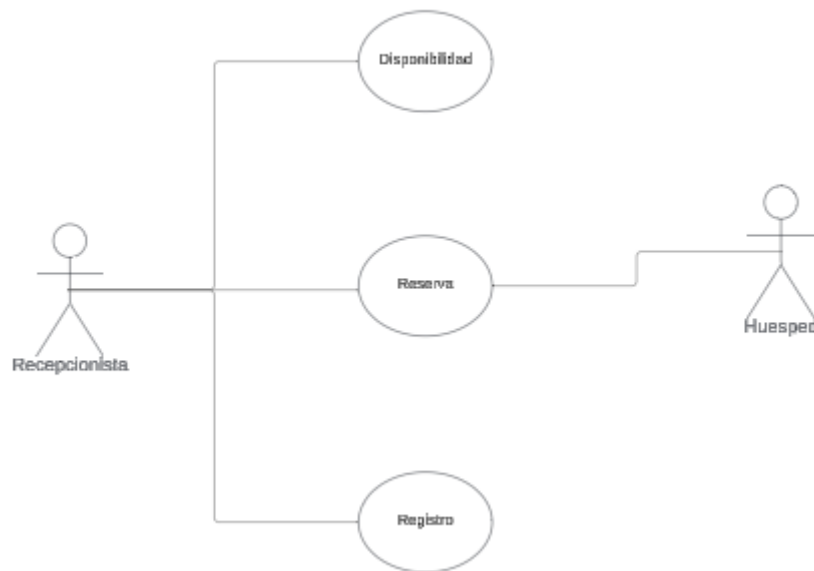 Disponibilidad
Reserva
Huesped
Recepcionista
Registro